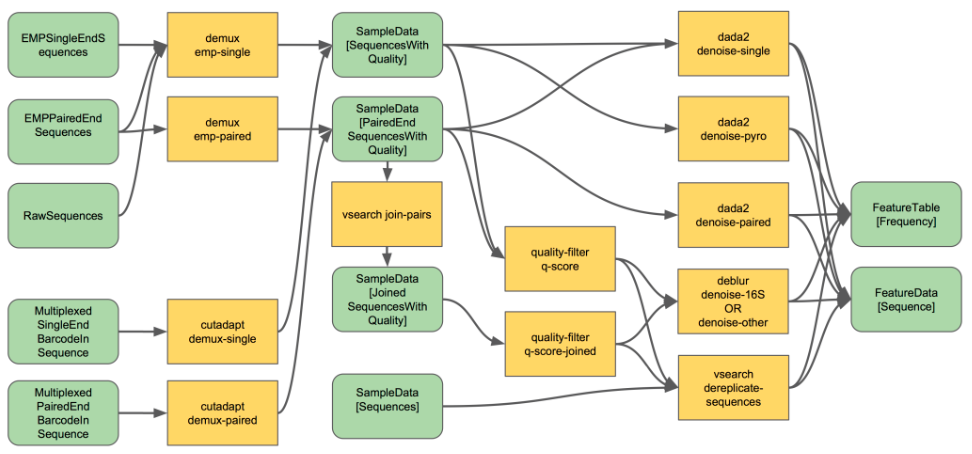 EMPSingleEndS
equences
demux
emp-single
SampleData
[SequencesWith
Quality]
dada2
denoise-single
EMPPairedEnd
Sequences
demux
emp-paired
SampleData
[PairedEnd
SequencesWith
Quality]
dada2
denoise-pyro
RawSequences
vsearch join-pairs
dada2
denoise-paired
FeatureTable
[Frequency]
quality-filter
q-score
SampleData
[Joined
SequencesWith
Quality]
deblur
denoise-16S
OR
denoise-other
FeatureData
[Sequence]
Multiplexed
SingleEnd
BarcodeIn
Sequence
cutadapt
demux-single
quality-filter
q-score-joined
Multiplexed
PairedEnd
BarcodeIn
Sequence
cutadapt
demux-paired
SampleData
[Sequences]
vsearch
dereplicate-
sequences